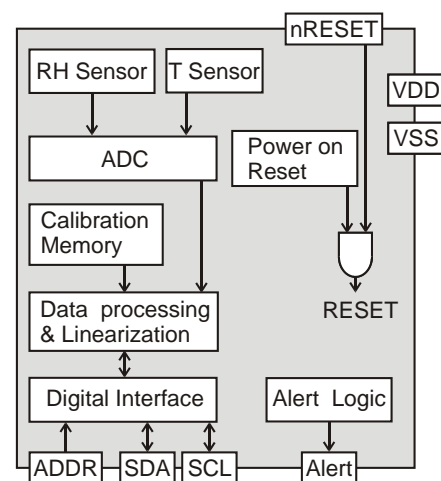 nRESET
RH Sensor
T Sensor
VDD
VSS
ADC
Power on
Reset
Calibration
Memory
Data processing
& Linearization
RESET
Digital Interface
Alert Logic
ADDR
SDA
SCL
Alert